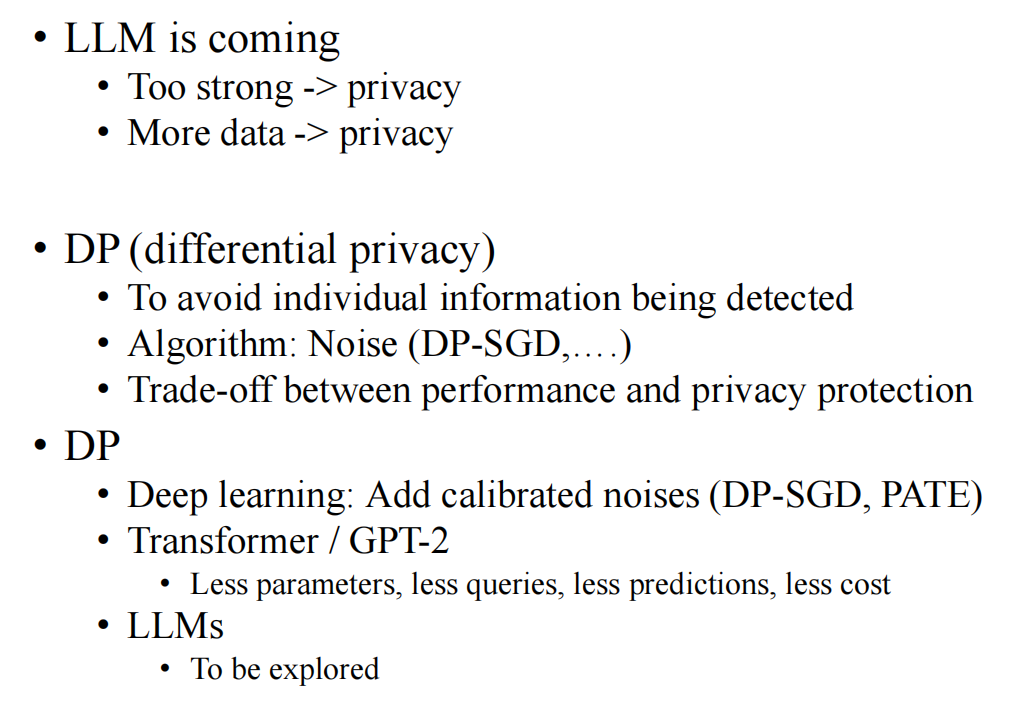 • LLM is coming
• Too strong -> privacy
• More data -> privacy
• DP (differential privacy)
• To avoid individual information being detected
• Algorithm: Noise (DP-SGD,….)
• Trade-off between performance and privacy protection
• DP
• Deep learning: Add calibrated noises (DP-SGD, PATE)
• Transformer / GPT-2
• Less parameters, less queries, less predictions, less cost
• LLMs
• To be explored